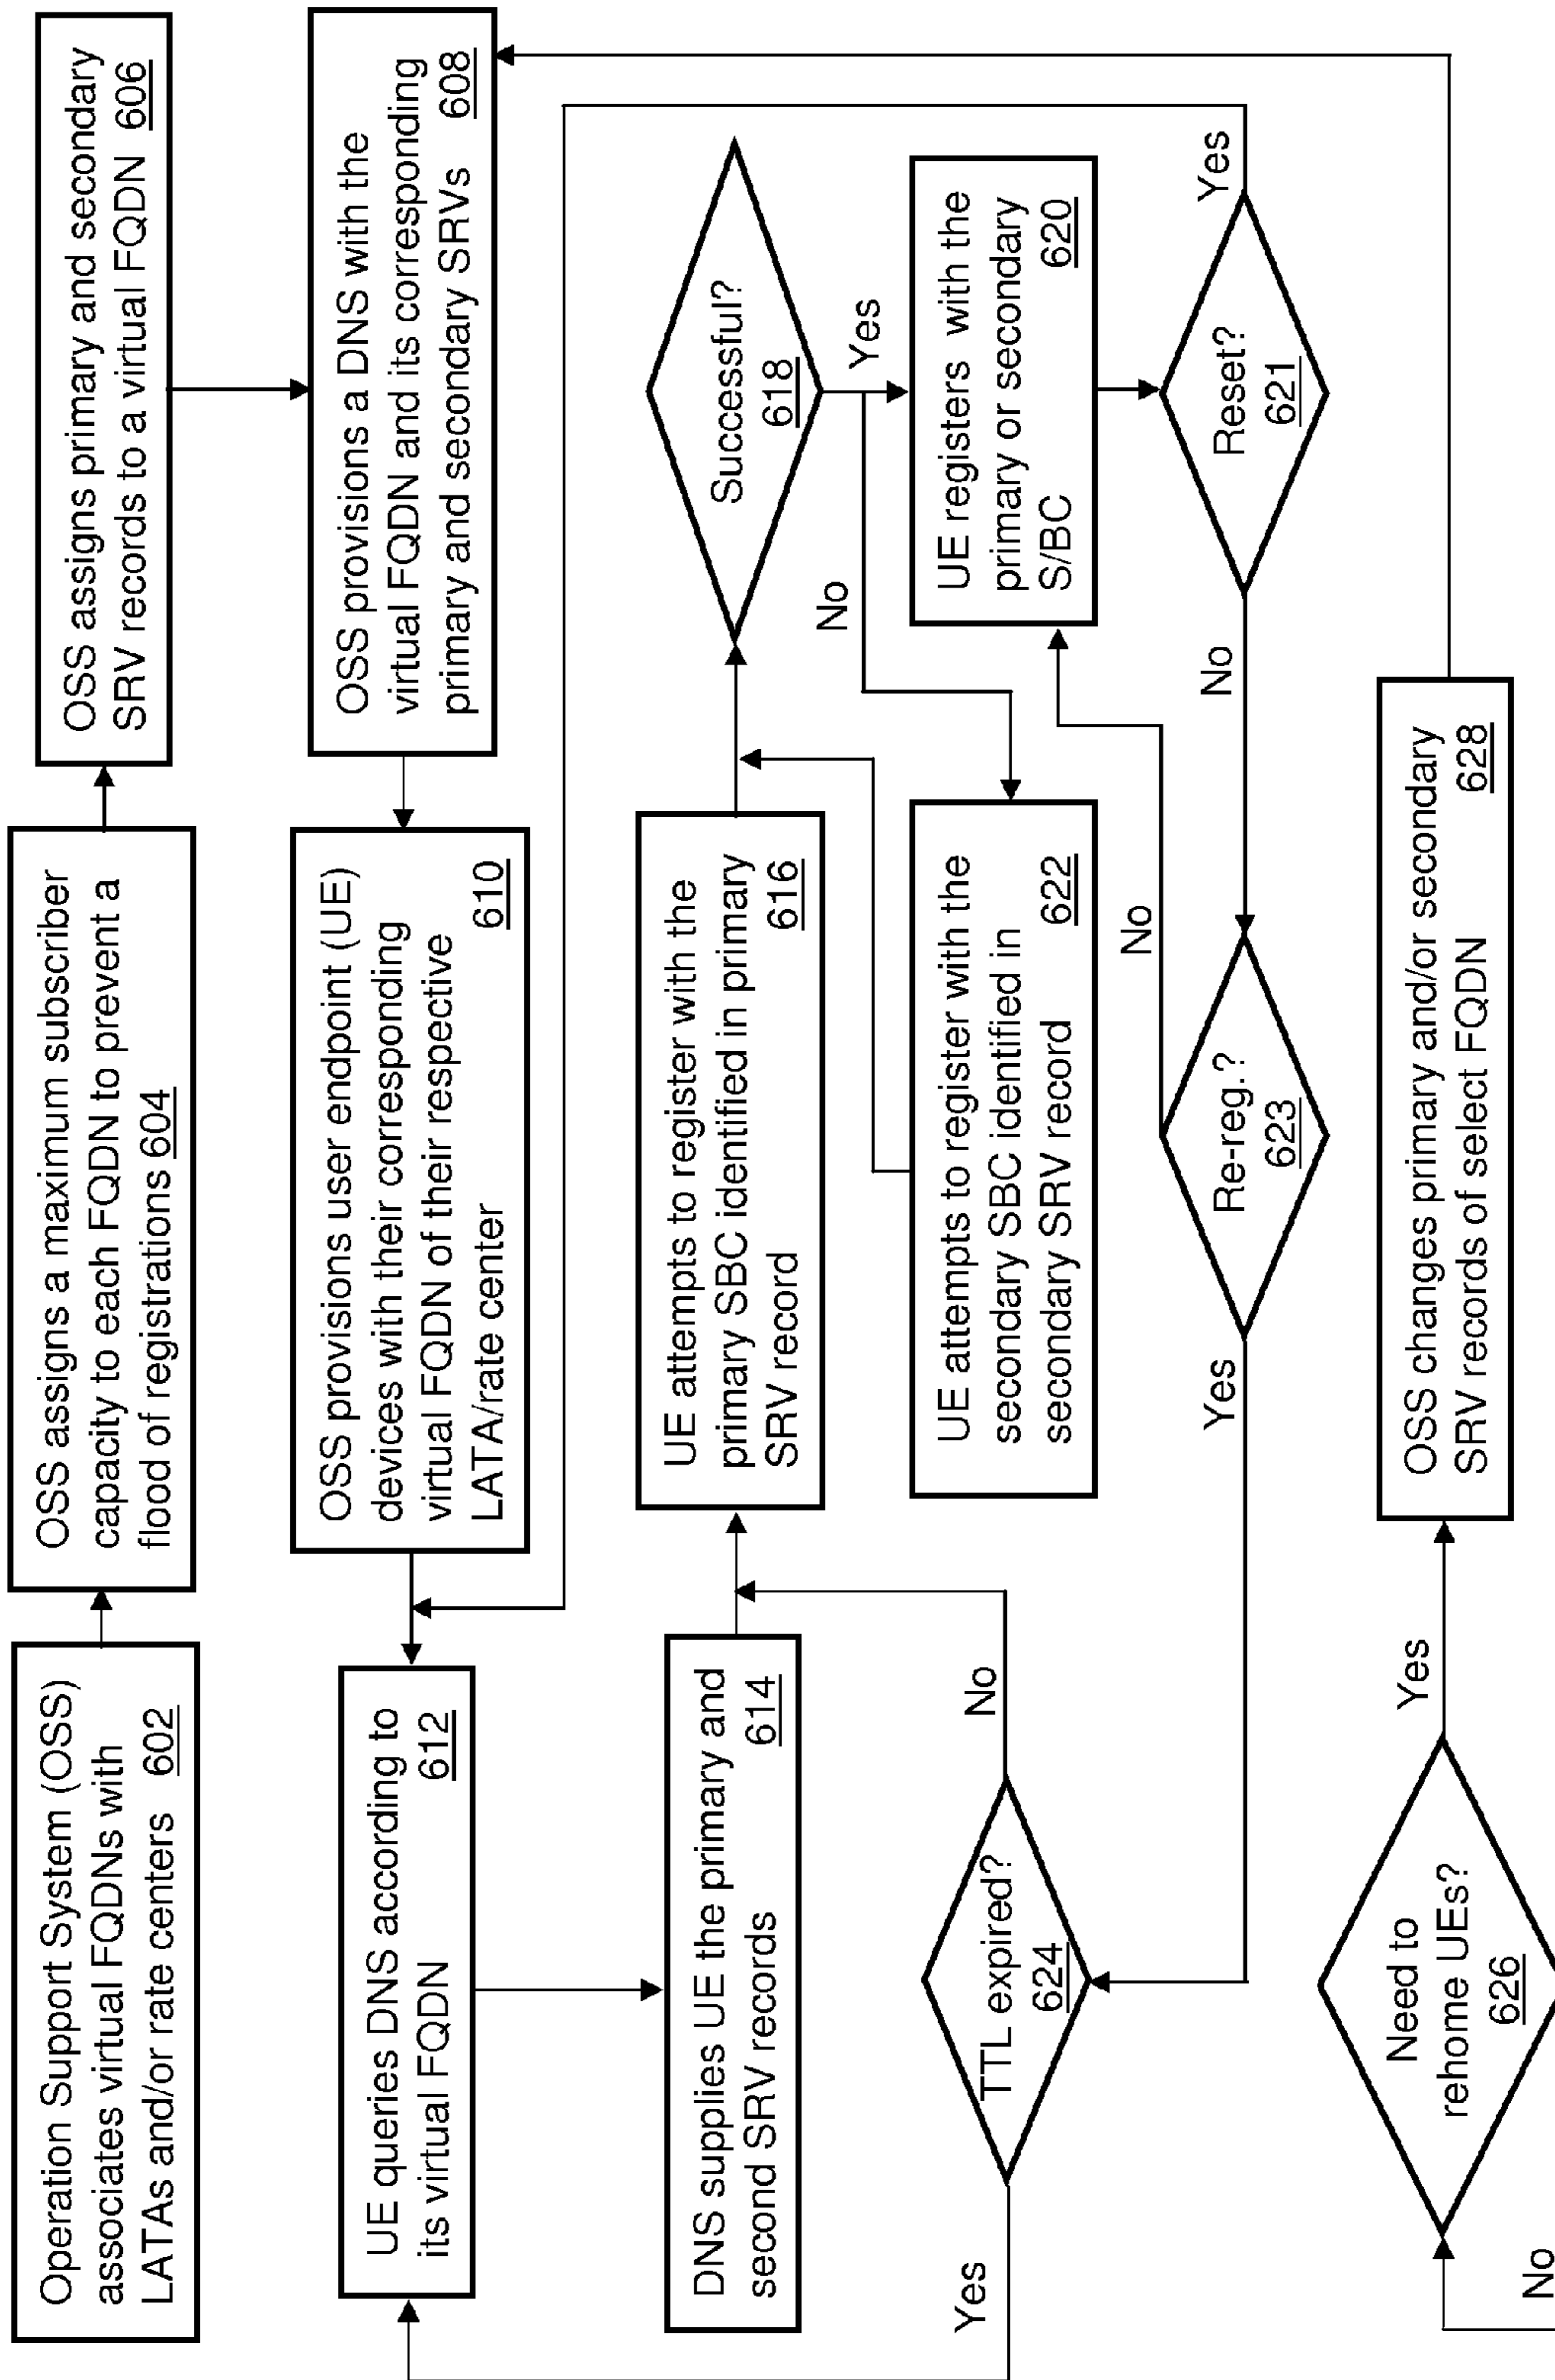 Operation Support System (OSS)
associates virtual FQDNs with
LATAs and/or rate centers 602
OSS assigns a maximum subscriber
capacity to each FQDN to prevent a
flood of registrations 604
OSS assigns primary and secondary
SRV records to a virtual FQDN 606
OSS provisions a DNS with the
virtual FQDN and its corresponding
primary and secondary SRVs 608
OSS provisions user endpoint (UE)
devices with their corresponding
virtual FQDN of their respective
LATA/rate center 610
UE queries DNS according to
its virtual FQDN 612
DNS supplies UE the primary and
second SRV records 614
UE attempts to register with the
primary SBC identified in primary
SRV record 616
Successful?
618
Yes
No
UE registers with the
primary or secondary
S/BC 620
UE attempts to register with the
secondary SBC identified in
secondary SRV record 622
Reset?
621
Yes
No
Re-reg.?
623
No
Yes
TTL expired?
624
No
Yes
Need to
rehome UEs?
626
Yes
No
OSS changes primary and/or secondary
SRV records of select FQDN 628